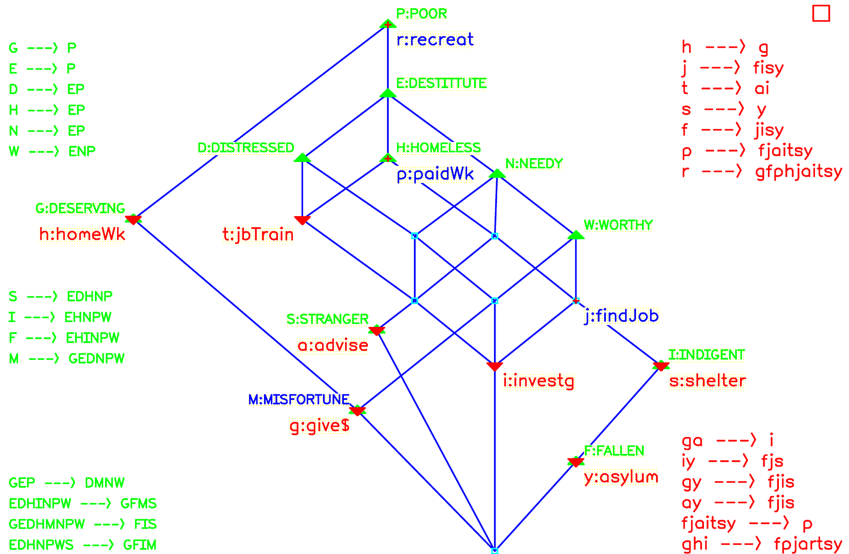 P:POOR
r:recreat
G ---> P
E ---> P
D ---> EP
H ---> EP
N ---> EP
W ---> ENP
h ---> g
j ---> fisy
t ---> ai
s ---> y
f ---> jisy
p ---> fjaitsy
r ---> gfphjaitsy
E:DESTITTUTE
D:DISTRESSED
H:HOMELESS
p:paidWk
N:NEEDY
G:DESERVING
h:homeWk
t:jbTrain
W:WORTHY
S ---> EDHNP
I ---> EHNPW
F ---> EHINPW
M ---> GEDNPW
S:STRANGER
a:advise
j:findJob
I:INDIGENT
s:shelter
i:investg
M:MISFORTUNE
g:give$
F:FALLEN
y:asylum
GEP ---> DMNW
EDHINPW ---> GFMS
GEDHMNPW ---> FIS
EDHNPWS ---> GFIM
ga ---> i
iy ---> fjs
gy ---> fjis
ay ---> fjis
fjaitsy ---> p
ghi ---> fpjartsy